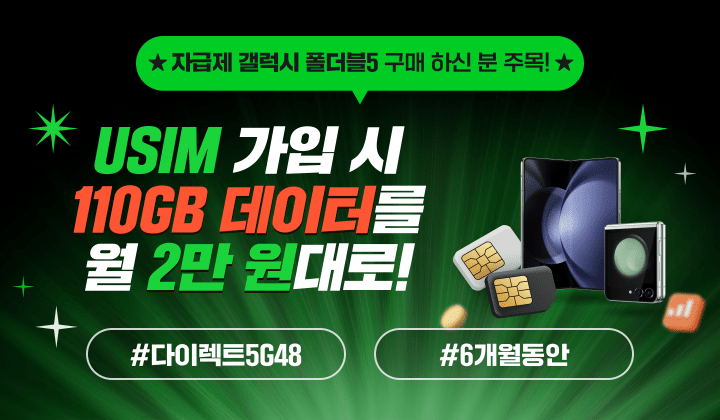 ★ 자급제 갤럭시 폴더블5 구매 하신 분 주목! ★
USIM 가입 시
110GB 데이터를
월 2만 원대로!
#다이렉트5G48
#6개월동안